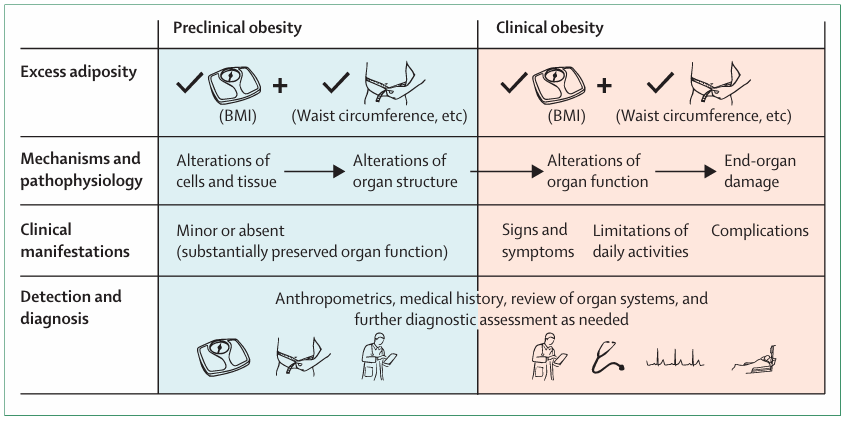 Preclinical obesity
Clinical obesity
Excess adiposity
(BMI)
(Waist circumference, etc)
(BMI)
(Waist circumference, etc)
Mechanisms and
pathophysiology
Alterations of
cells and tissue
Alterations of
organ structure
Alterations of
organ function
End-organ
damage
Clinical
manifestations
Minor or absent
(substantially preserved organ function)
Signs and
symptoms
Limitations of
daily activities
Complications
Detection and
diagnosis
Anthropometrics, medical history, review of organ systems, and
further diagnostic assessment as needed